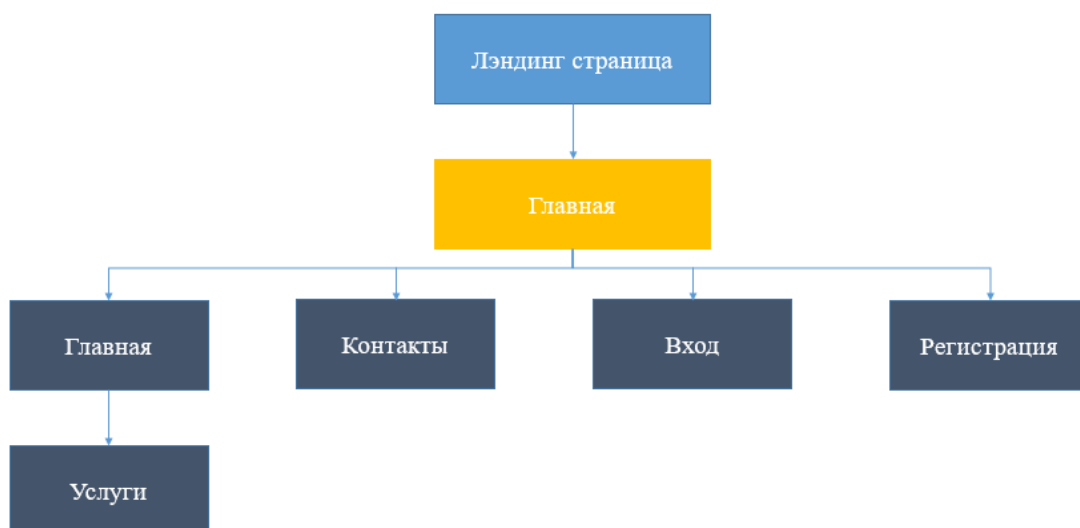 Лэндинг страница
Главная
Главная
Контакты
Вход
Регистрация
Услуги